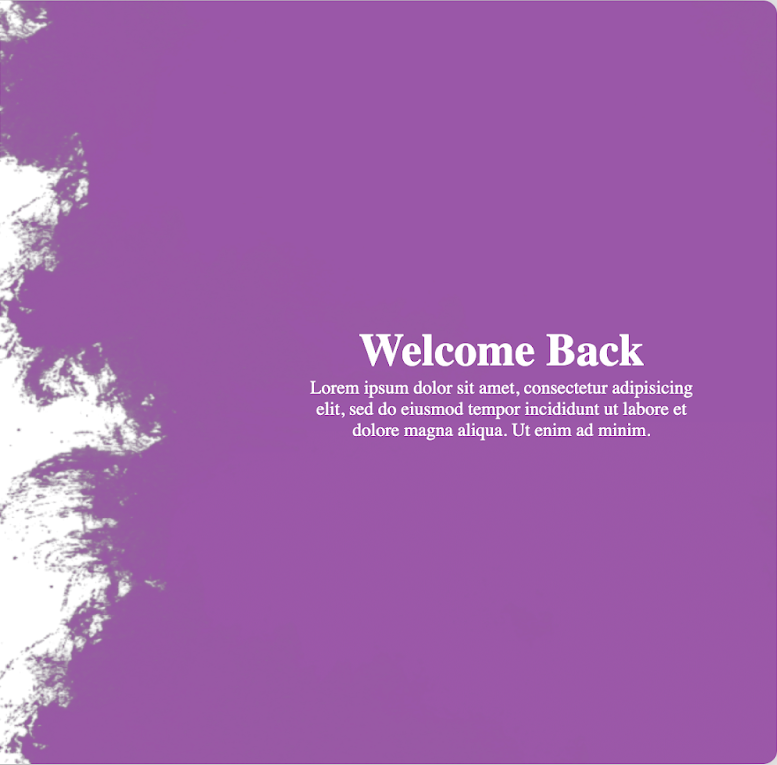 Welcome Back
Lorem ipsum dolor sit amet, consectetur adipisicing
elit, sed do eiusmod tempor incididunt ut labore et
dolore magna aliqua. Ut enim ad minim.